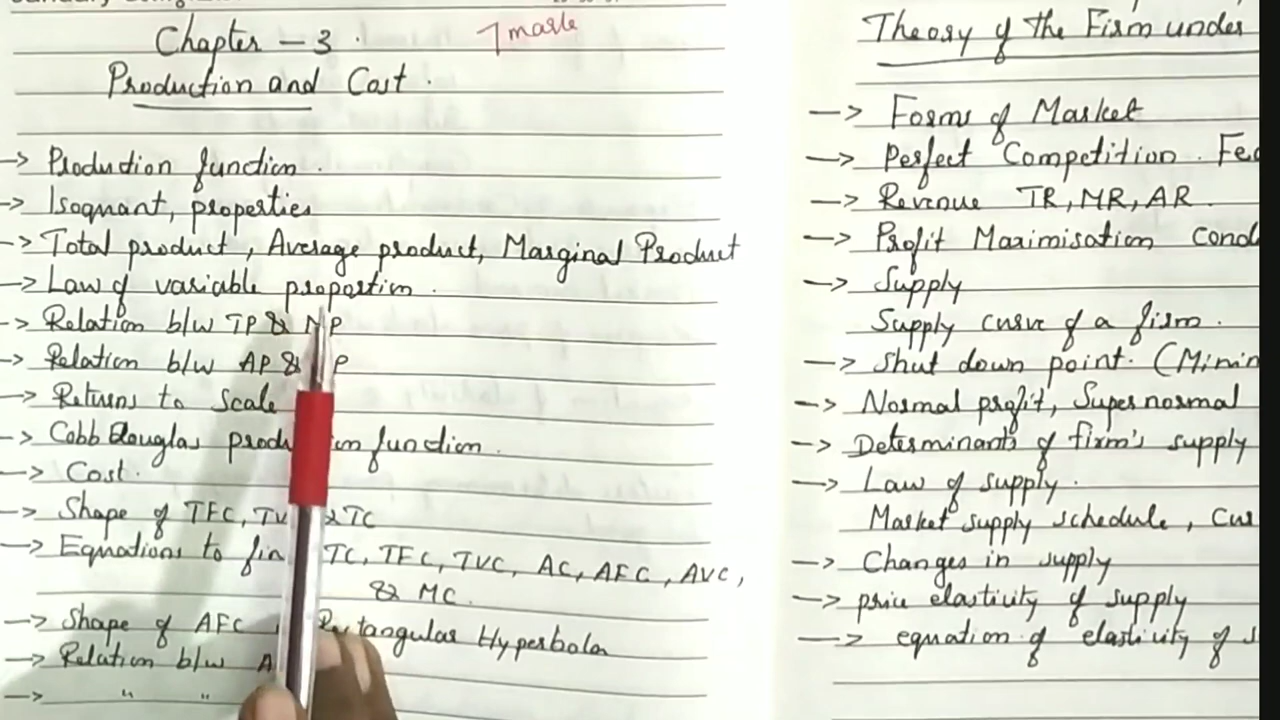 Chapter - 3.
7 mark
Production and Cost.
-> Production function.
-> Isoquant, properties
-> Total product, Average product, Marginal Product
-> Law of variable proportion.
-> Relation b/w TP & MP
-> Relation b/w AP & P
-> Returns to Scale
-> Cobb Douglas function.
-> Cost.
-> Shape of TFC, & TC
-> Equations to TC, TFC, TVC, AC, AFC, AVC,
& MC.
-> Shape of AFC Rectangular Hyperbola
-> Relation b/w
-> " "
Theory of the Firm under
-> Forms of Market
-> Perfect Competition.
-> Revenue TR, MR, AR.
-> Profit Maximisation
-> Supply
Supply curve of a firm.
-> Shut down point.
-> Normal profit, Supernormal
-> Determinants of firm's supply
-> Law of supply.
Market supply schedule,
-> Changes in supply
-> price elasticity of supply
-> equation of elasticity of